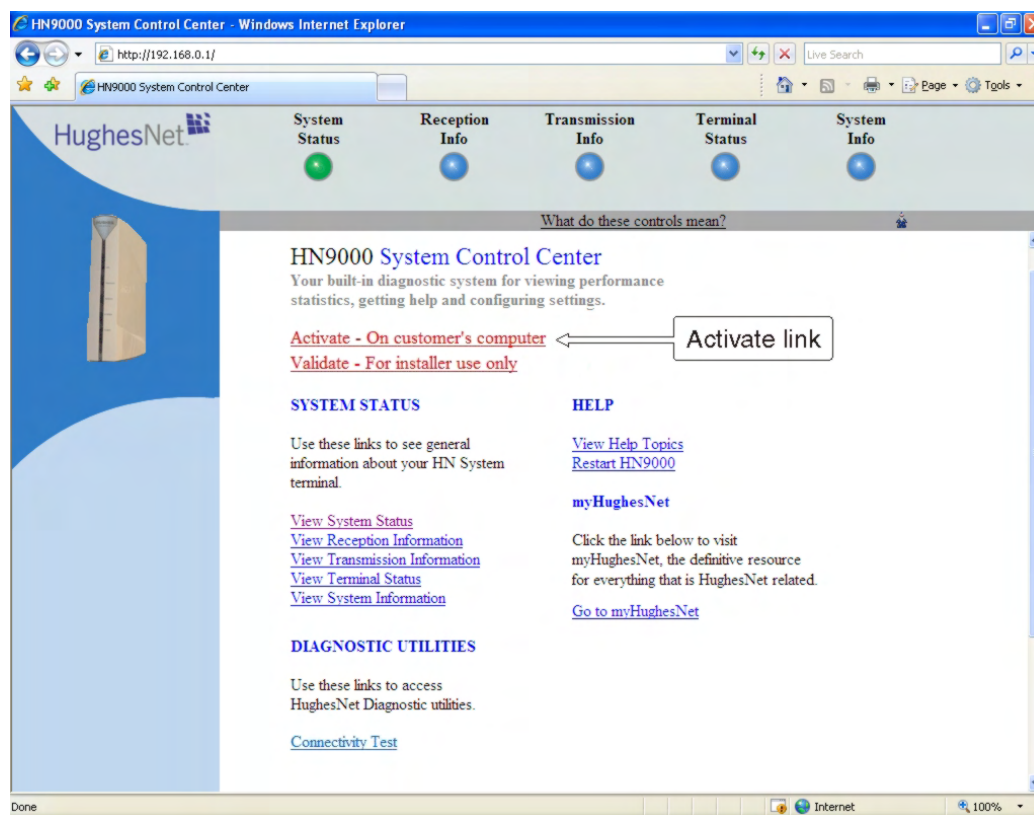 HN9000 System Control Center - Windows Internet Explorer
http://192.168.0.1/
Live Search
HN9000 System Control Center
Page
Tools
HughesNet.
System Status
Reception Info
Transmission Info
Terminal Status
System Info
What do these controls mean?
HN9000 System Control Center
Your built-in diagnostic system for viewing performance
statistics, getting help and configuring settings.
Activate - On customer's computer
Activate link
Validate - For installer use only
SYSTEM STATUS
Use these links to see general
information about your HN System
terminal.
View System Status
View Reception Information
View Transmission Information
View Terminal Status
View System Information
DIAGNOSTIC UTILITIES
Use these links to access
HughesNet Diagnostic utilities.
Connectivity Test
HELP
View Help Topics
Restart HN9000
myHughesNet
Click the link below to visit
myHughesNet, the definitive resource
for everything that is HughesNet related.
Go to myHughesNet
Done
Internet
100%